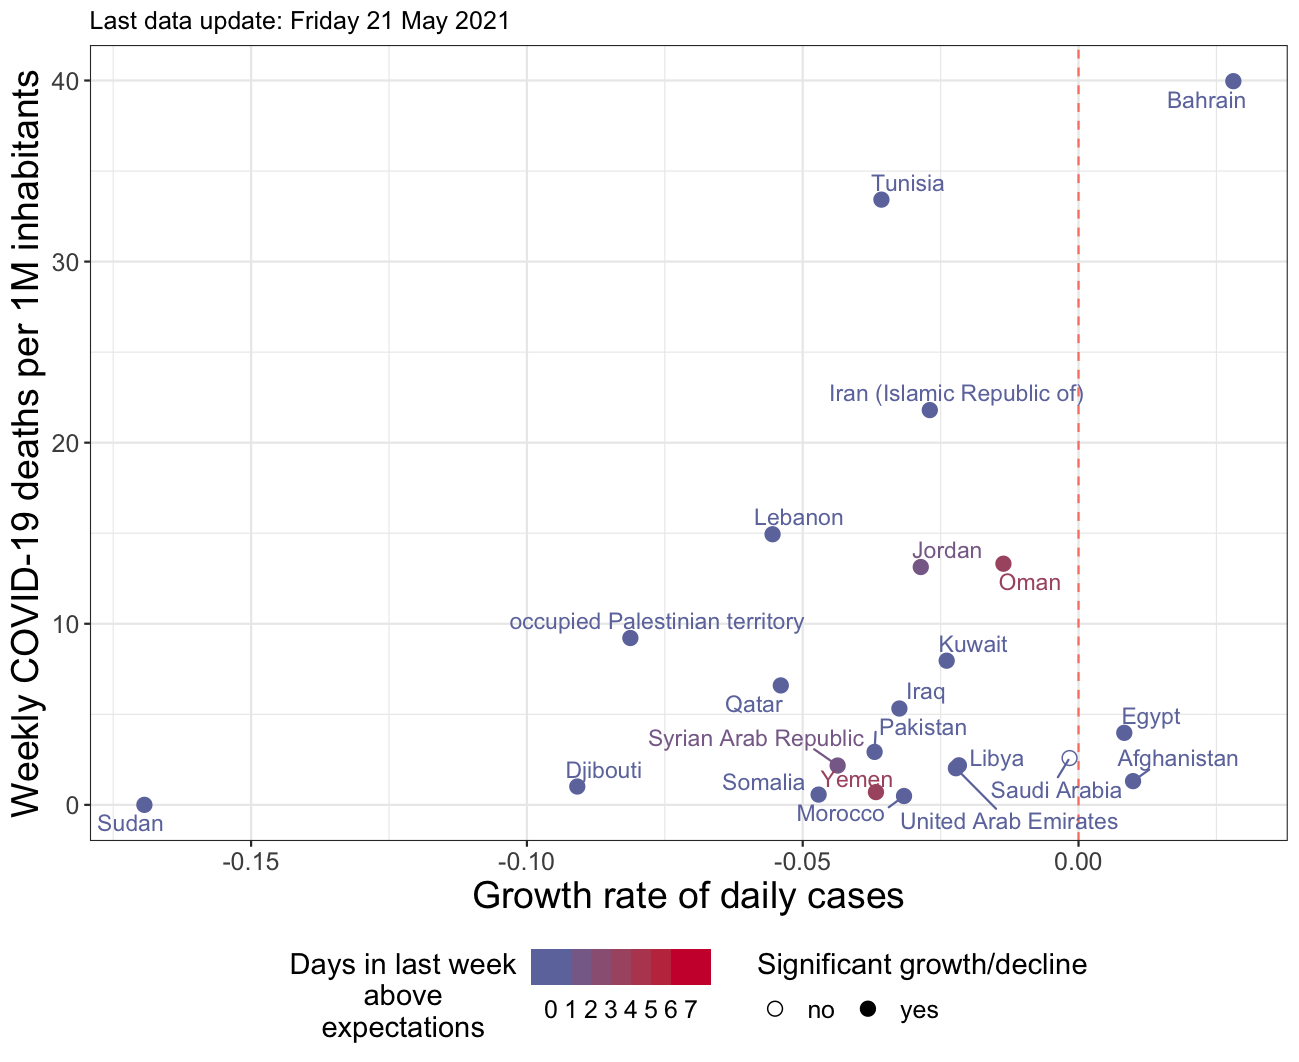 Last data update: Friday 21 May 2021
Weekly COVID-19 deaths per 1M inhabitants
40
30
20
10
0
Bahrain
Tunisia
Iran (Islamic Republic of)
Lebanon
Jordan
Oman
occupied Palestinian territory
Kuwait
Qatar
Iraq
Egypt
Pakistan
Syrian Arab Republic
Libya
Afghanistan
Djibouti
Somalia
Yemen
Saudi Arabia
Morocco
United Arab Emirates
Sudan
-0.15
-0.10
-0.05
0.00
Growth rate of daily cases
Days in last week
above
expectations
0 1 2 3 4 5 6 7
Significant growth/decline
no
yes